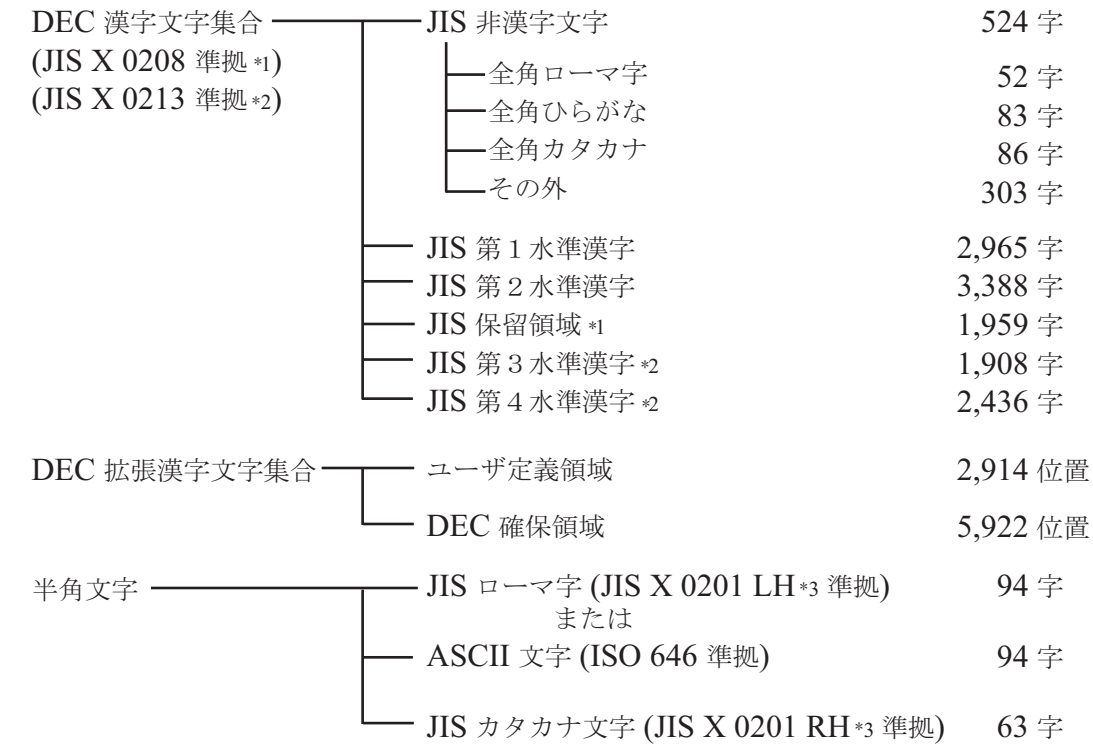 DEC 漢字文字集合 JIS 非漢字文字 524 字
(JIS X 0208 準拠 *1)
(JIS X 0213 準拠 *2)
全角ローマ字 52 字
全角ひらがな 83 字
全角カタカナ 86 字
その外 303 字
JIS 第1水準漢字 2,965 字
JIS 第2水準漢字 3,388 字
JIS 保留領域 *1 1,959 字
JIS 第3水準漢字 *2 1,908 字
JIS 第4水準漢字 *2 2,436 字
DEC 拡張漢字文字集合 ユーザ定義領域 2,914 位置
DEC 確保領域 5,922 位置
半角文字 JIS ローマ字 (JIS X 0201 LH *3 準拠) 94 字
または
ASCII 文字 (ISO 646 準拠) 94 字
JIS カタカナ文字 (JIS X 0201 RH *3 準拠) 63 字